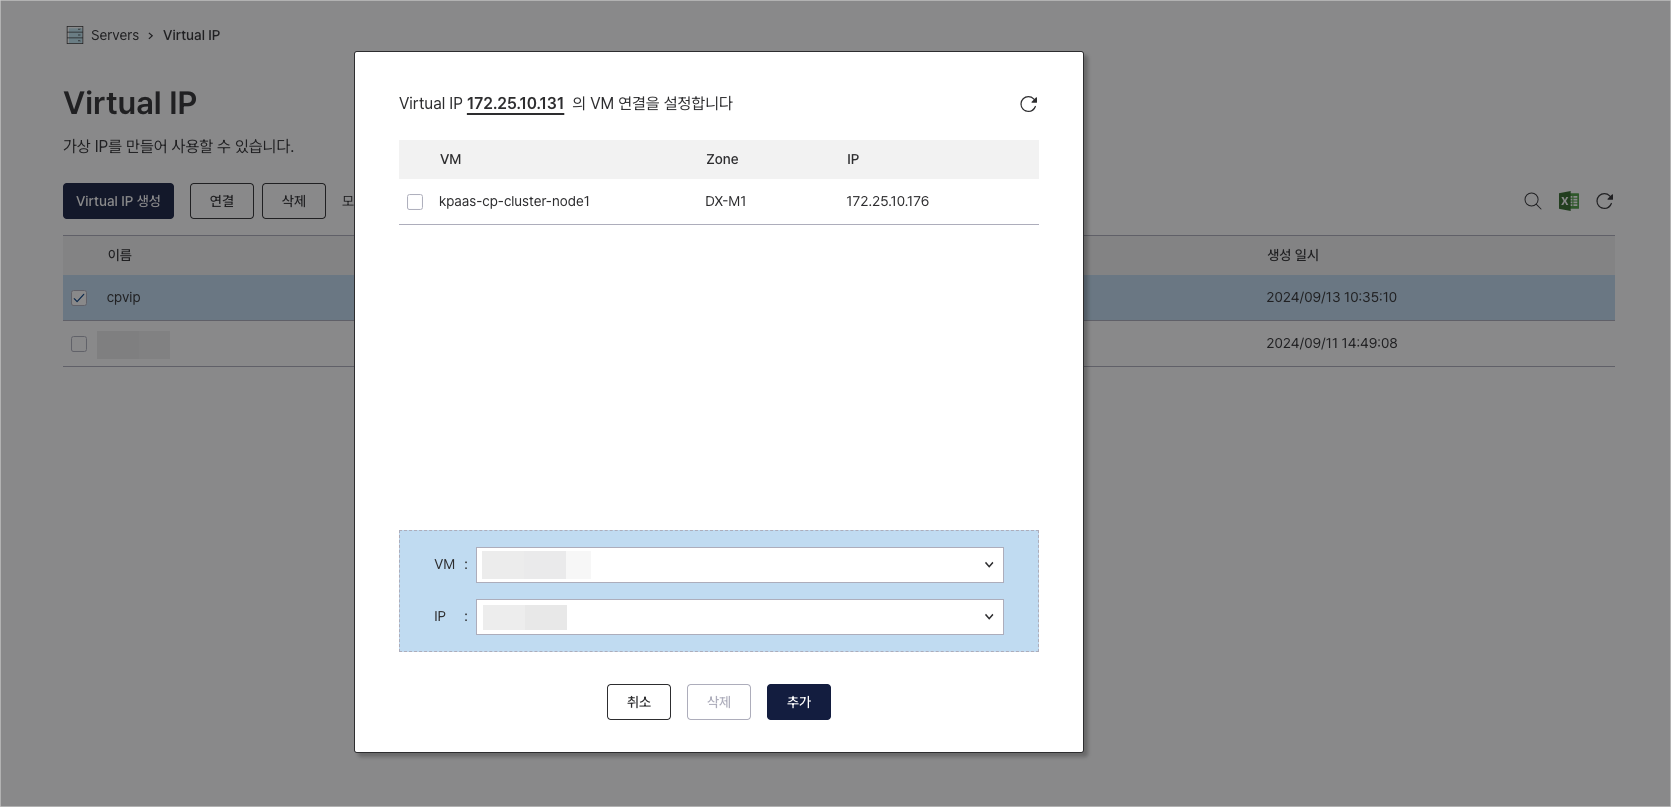 Servers › Virtual IP
Virtual IP
가상 IP를 만들어 사용할 수 있습니다.
Virtual IP 생성 연결 삭제
이름 생성 일시
cpvip 2024/09/13 10:35:10
2024/09/11 14:49:08
Virtual IP 172.25.10.131 의 VM 연결을 설정합니다
VM Zone IP
kpaas-cp-cluster-node1 DX-M1 172.25.10.176
VM :
IP :
취소 삭제 추가